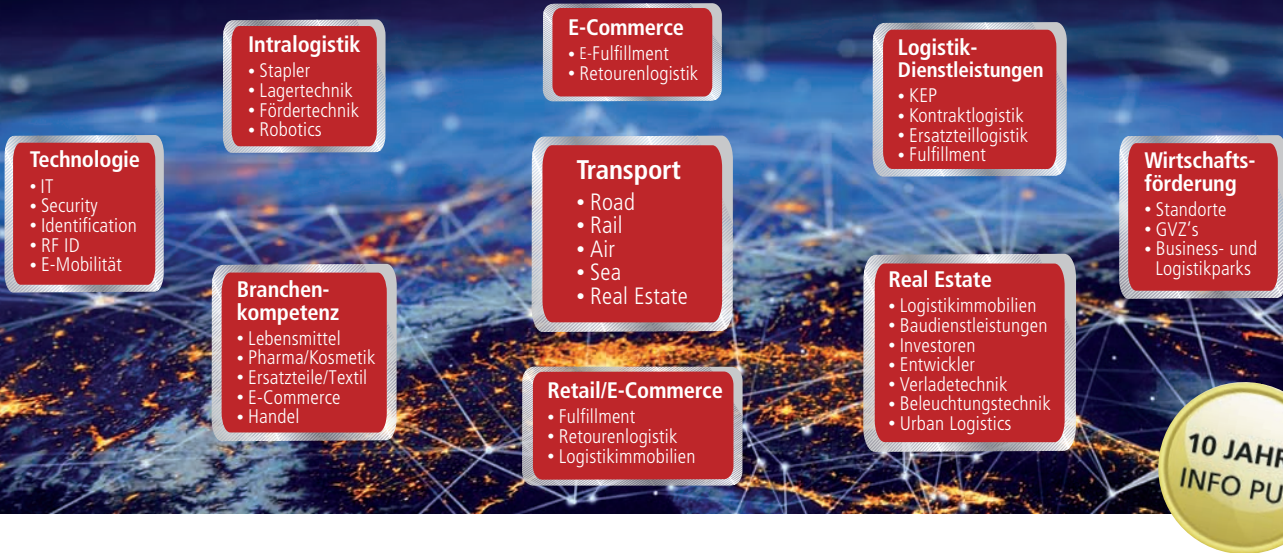 Technologie
• IT
• Security
• Identification
• RF ID
• E-Mobilität
Intralogistik
• Stapler
• Lagertechnik
• Fördertechnik
• Robotics
Branchen-
kompetenz
• Lebensmittel
• Pharma/Kosmetik
• Ersatzteile/Textil
• E-Commerce
• Handel
E-Commerce
• E-Fulfillment
• Retourenlogistik
Transport
• Road
• Rail
• Air
• Sea
• Real Estate
Retail/E-Commerce
• Fulfillment
• Retourenlogistik
• Logistikimmobilien
Logistik-
Dienstleistungen
• KEP
• Kontraktlogistik
• Ersatzteillogistik
• Fulfillment
Real Estate
• Logistikimmobilien
• Baudienstleistungen
• Investoren
• Entwickler
• Verladetechnik
• Beleuchtungstechnik
• Urban Logistics
Wirtschafts-
förderung
• Standorte
• GVZ's
• Business- und
Logistikparks
10 JAHR
INFO PU